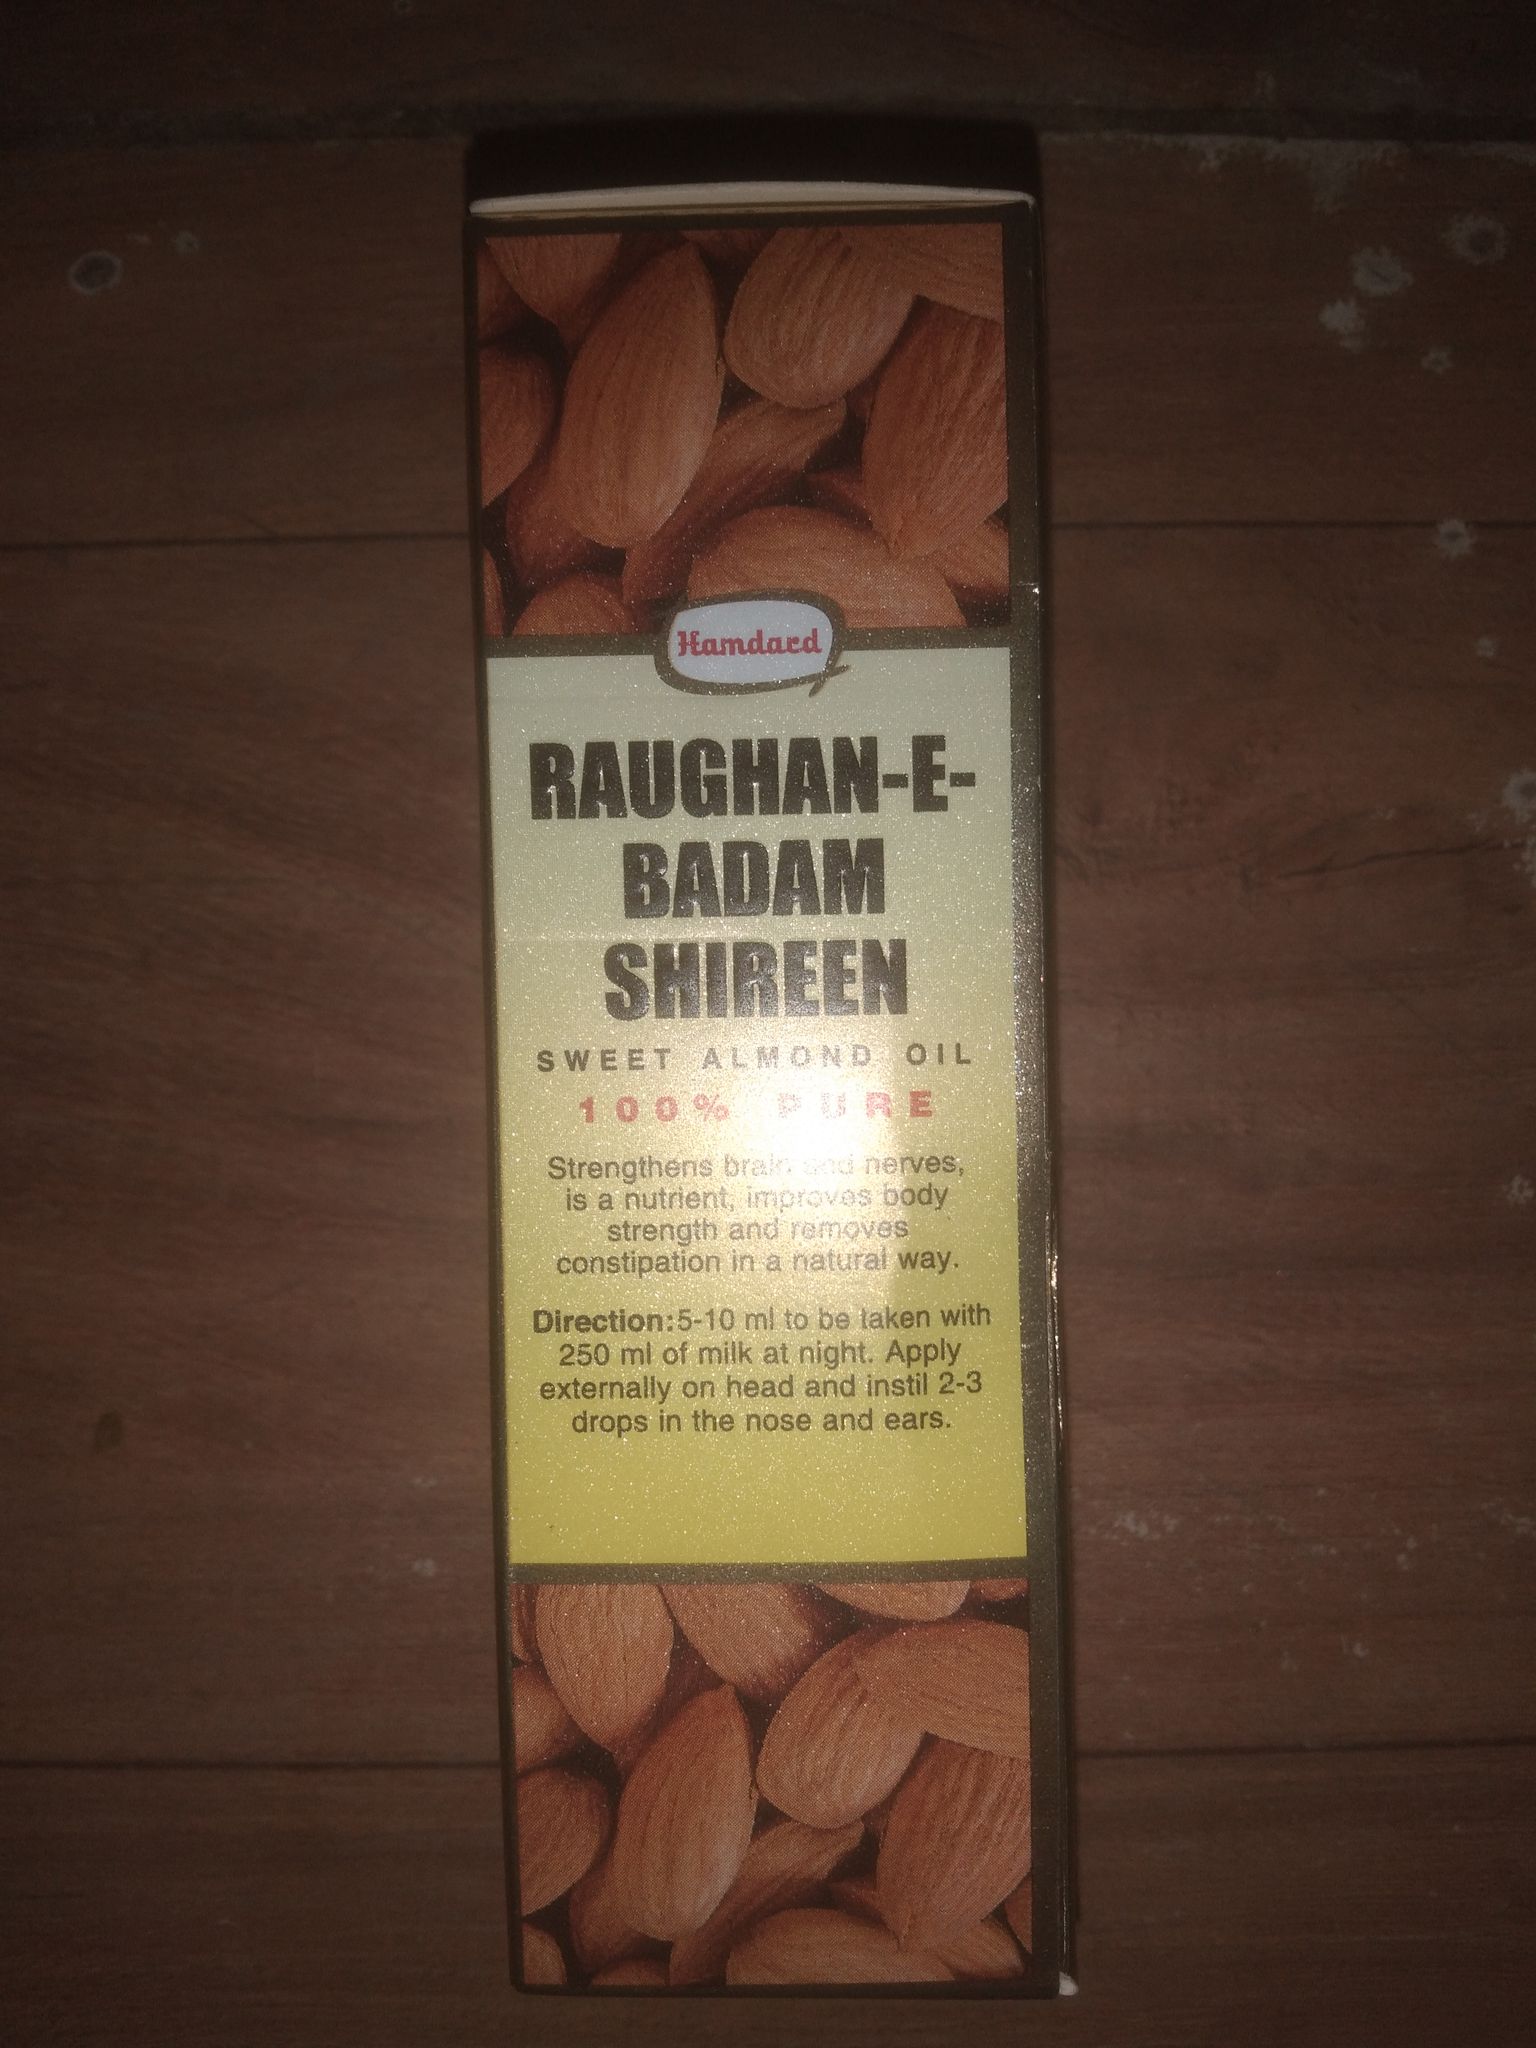 Hamdard
RAUGHAN-E-
BADAM
SHIREEN
SWEET ALMOND OIL
100% PURE
Strengthens brain and nerves,
is a nutrient, improves body
strength and removes
constipation in a natural way.
Direction:5-10 ml to be taken with
250 ml of milk at night. Apply
externally on head and instil 2-3
drops in the nose and ears.